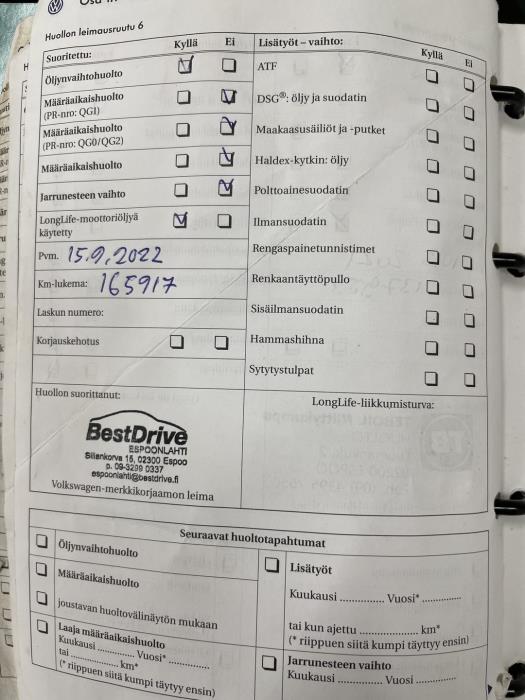 Huollon leimausruutu 6
Suoritettu: Kyllä Ei
Öljynvaihtohuolto
Määräaikaishuolto
(PR-nro: QG1)
Määräaikaishuolto
(PR-nro: QG0/QG2)
Määräaikaishuolto
Jarrunesteen vaihto
LongLife-moottoriöljyä
käytetty
Pvm. 15.9.2022
Km-lukema: 165917
Laskun numero:
Korjauskehotus
Lisätyöt – vaihto: Kyllä Ei
ATF
DSG®: öljy ja suodatin
Maakaasusäiliöt ja -putket
Haldex-kytkin: öljy
Polttoainesuodatin
Ilmansuodatin
Rengaspainetunnistimet
Renkaantäyttöpullo
Sisäilmansuodatin
Hammashihna
Sytytystulpat
Huollon suorittanut:
BestDrive
ESPOONLAHTI
Silankorva 15, 02300 Espoo
p. 09-3299 0337
espoonlahti@bestdrive.fi
Volkswagen-merkkikorjaamon leima
LongLife-liikkumisturva:
Seuraavat huoltotapahtumat
Öljynvaihtohuolto
Määräaikaishuolto
joustavan huoltovälinäytön mukaan
Laaja määräaikaishuolto
Kuukausi ............ Vuosi* ............
tai ............ km*
(* riippuen siitä kumpi täyttyy ensin)
Lisätyöt
Kuukausi ............ Vuosi* ............
tai kun ajettu ............ km*
(* riippuen siitä kumpi täyttyy ensin)
Jarrunesteen vaihto
Kuukausi ............ Vuosi ............